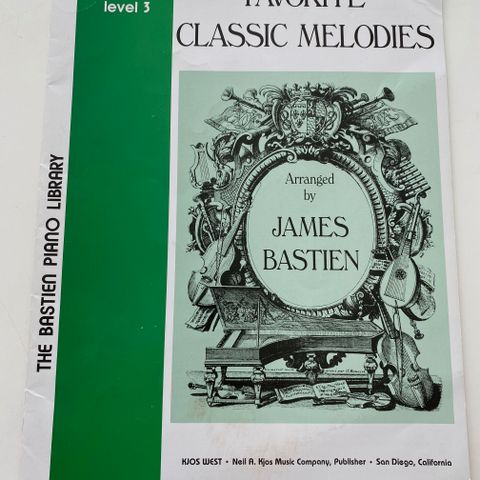 level 3
FAVORITE
CLASSIC MELODIES
THE BASTIEN PIANO LIBRARY
Arranged
by
JAMES
BASTIEN
KJOS WEST • Neil A. Kjos Music Company, Publisher • San Diego, California